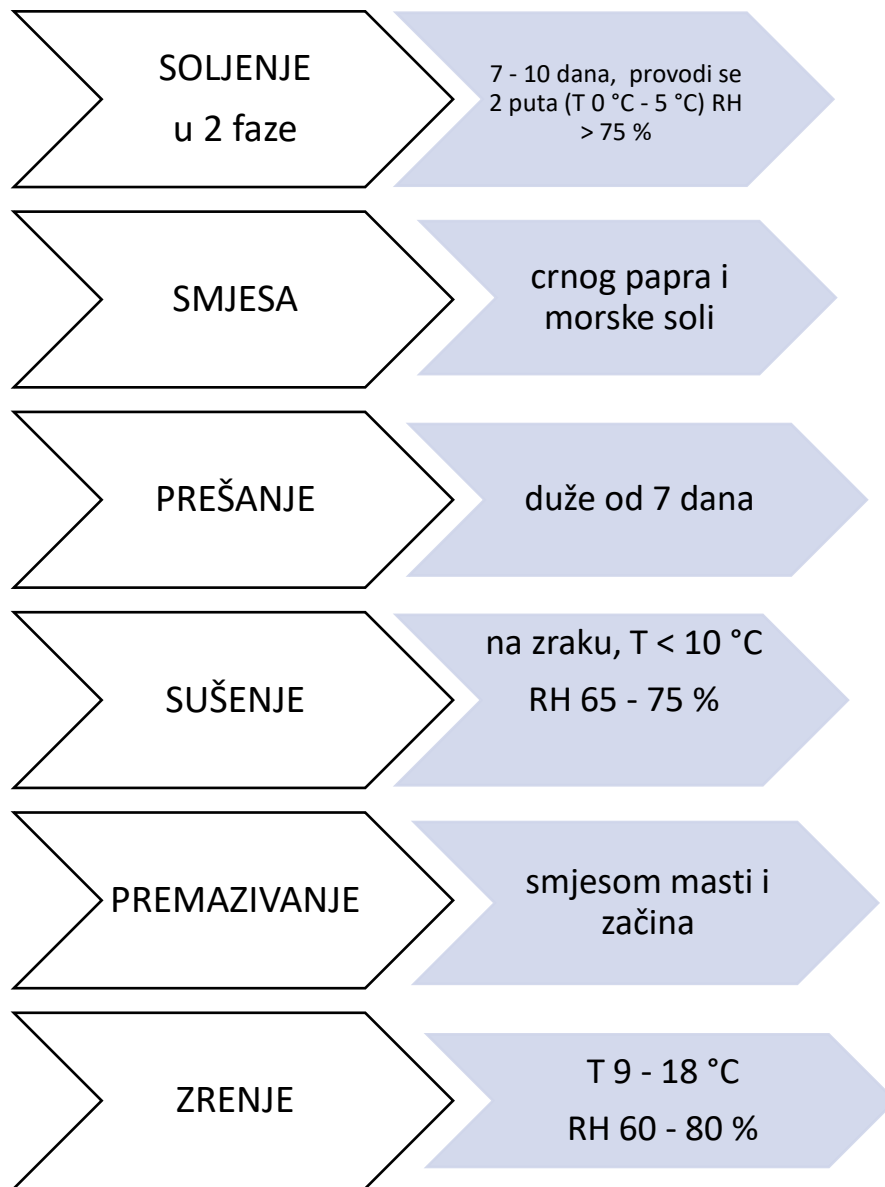 SOLJENJE
u 2 faze
7 - 10 dana, provodi se
2 puta (T 0 °C - 5 °C) RH
> 75 %
SMJESA
crnog papra i
morske soli
PREŠANJE
duže od 7 dana
SUŠENJE
na zraku, T < 10 °C
RH 65 - 75 %
PREMAZIVANJE
smjesom masti i
začina
ZRENJE
T 9 - 18 °C
RH 60 - 80 %